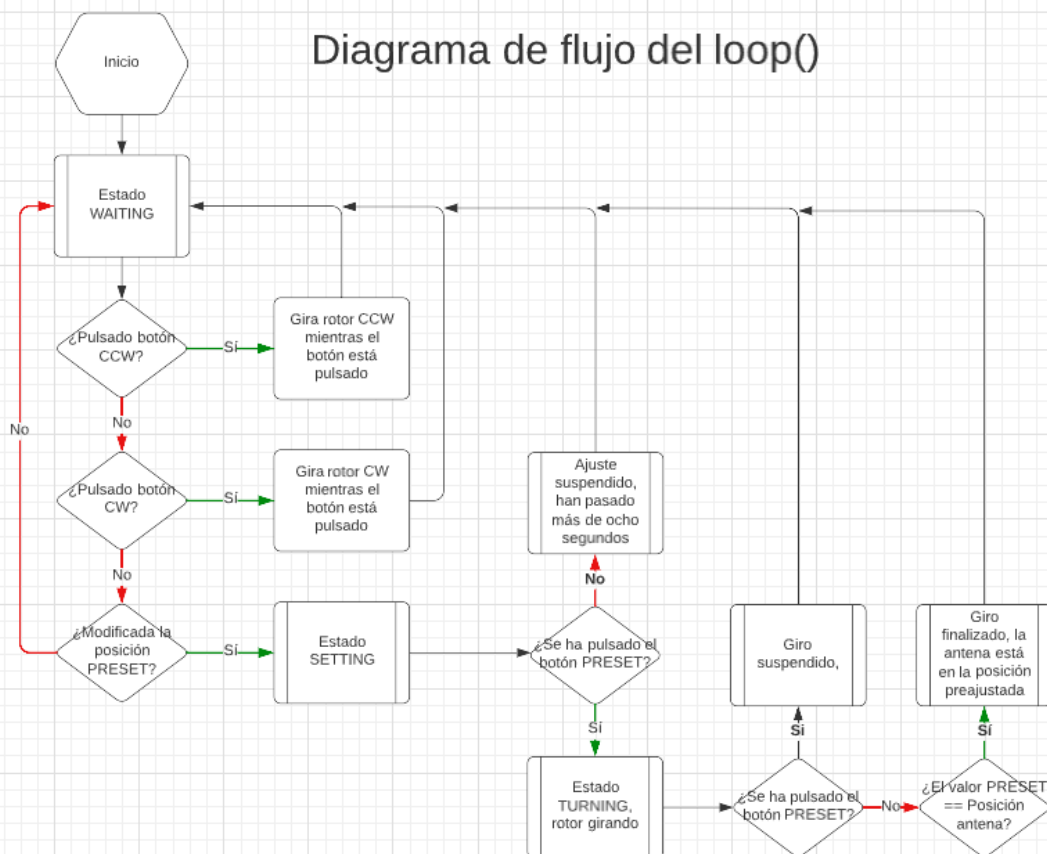 Diagrama de flujo del loop()
Inicio
Estado
WAITING
¿Pulsado botón
CCW?
Sí
Gira rotor CCW
mientras el
botón está
pulsado
No
No
¿Pulsado botón
CW?
Sí
Gira rotor CW
mientras el
botón está
pulsado
Ajuste
suspendido,
han pasado
más de ocho
segundos
No
No
¿Modificada la
posición
PRESET?
Sí
Estado
SETTING
¿Se ha pulsado el
botón PRESET?
Giro
suspendido,
Giro
finalizado, la
antena está
en la posición
preajustada
Sí
Si
Sí
Estado
TURNING,
rotor girando
¿Se ha pulsado el
botón PRESET?
No
¿El valor PRESET
== Posición
antena?